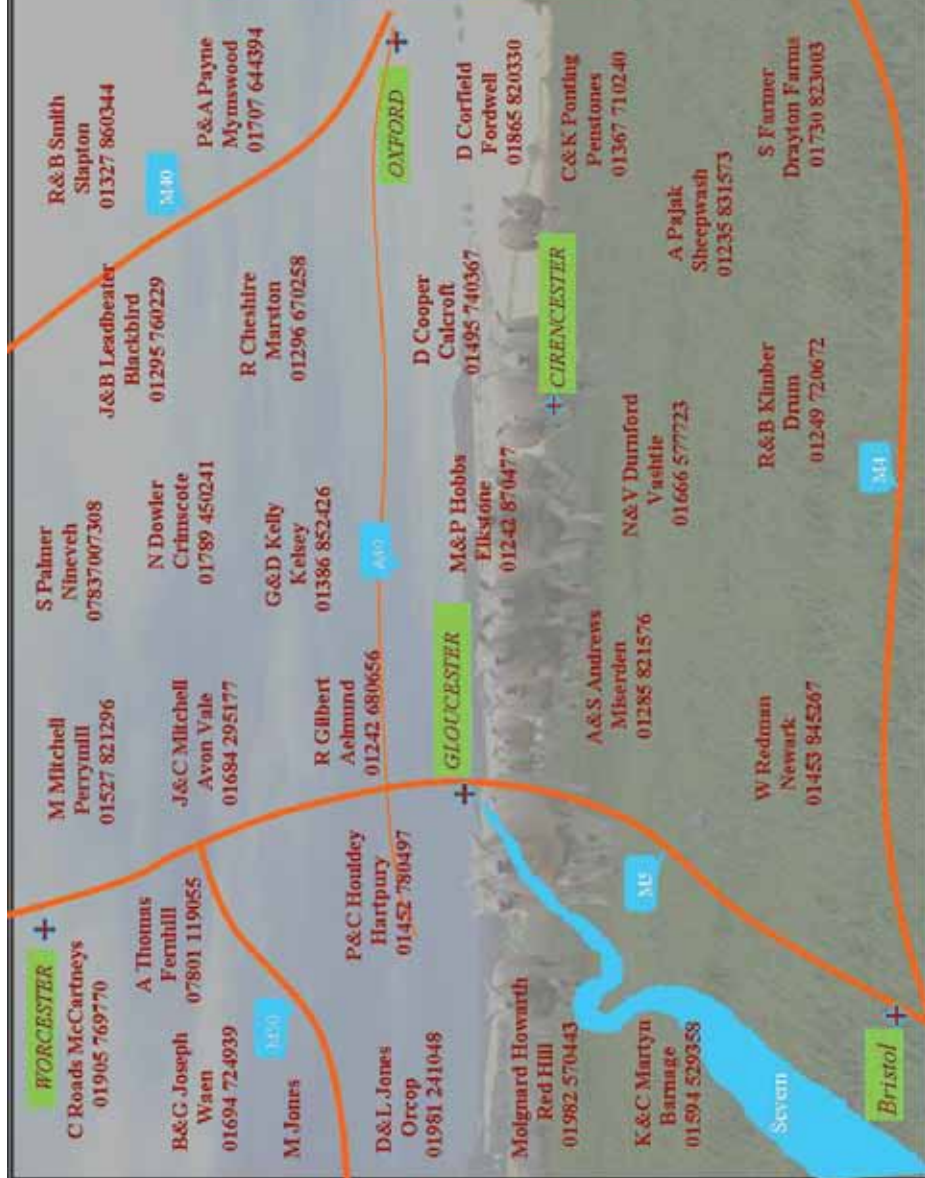 WORCESTER
C Roads McCartneys
01905 769770
M Mitchell
Perrymill
01527 821296
S Palmer
Nineveh
07837007308
J&B Leadbeater
Blackbird
01295 760229
R&B Smith
Slapton
01327 860344
M40
A Thomas
Fernhill
07801 119055
J&C Mitchell
Avon Vale
01684 295177
N Dowler
Crimscote
01789 450241
B&G Joseph
Waen
01694 724939
M50
M Jones
G&D Kelly
Kelsey
01386 852426
R Cheshire
Marston
01296 670258
P&A Payne
Mymswood
01707 644394
R Gilbert
Aelmund
01242 680656
A40
OXFORD
P&C Houldey
Hartpury
01452 780497
D&L Jones
Orcop
01981 241048
GLOUCESTER
M&P Hobbs
Elkstone
01242 870477
D Cooper
Calcroft
01495 740367
D Corfield
Fordwell
01865 820330
Moignard Howarth
Red Hill
01982 570443
CIRENCESTER
C&K Ponting
Penstones
01367 710240
A&S Andrews
Miserden
01285 821576
N&V Durnford
Vashtie
01666 577723
A Pajak
Sheepwash
01235 831573
K&C Martyn
Barnage
01594 529358
M5
W Redman
Newark
01453 845267
R&B Kimber
Drum
01249 720672
S Farmer
Drayton Farms
01730 823003
Severn
M4
Bristol